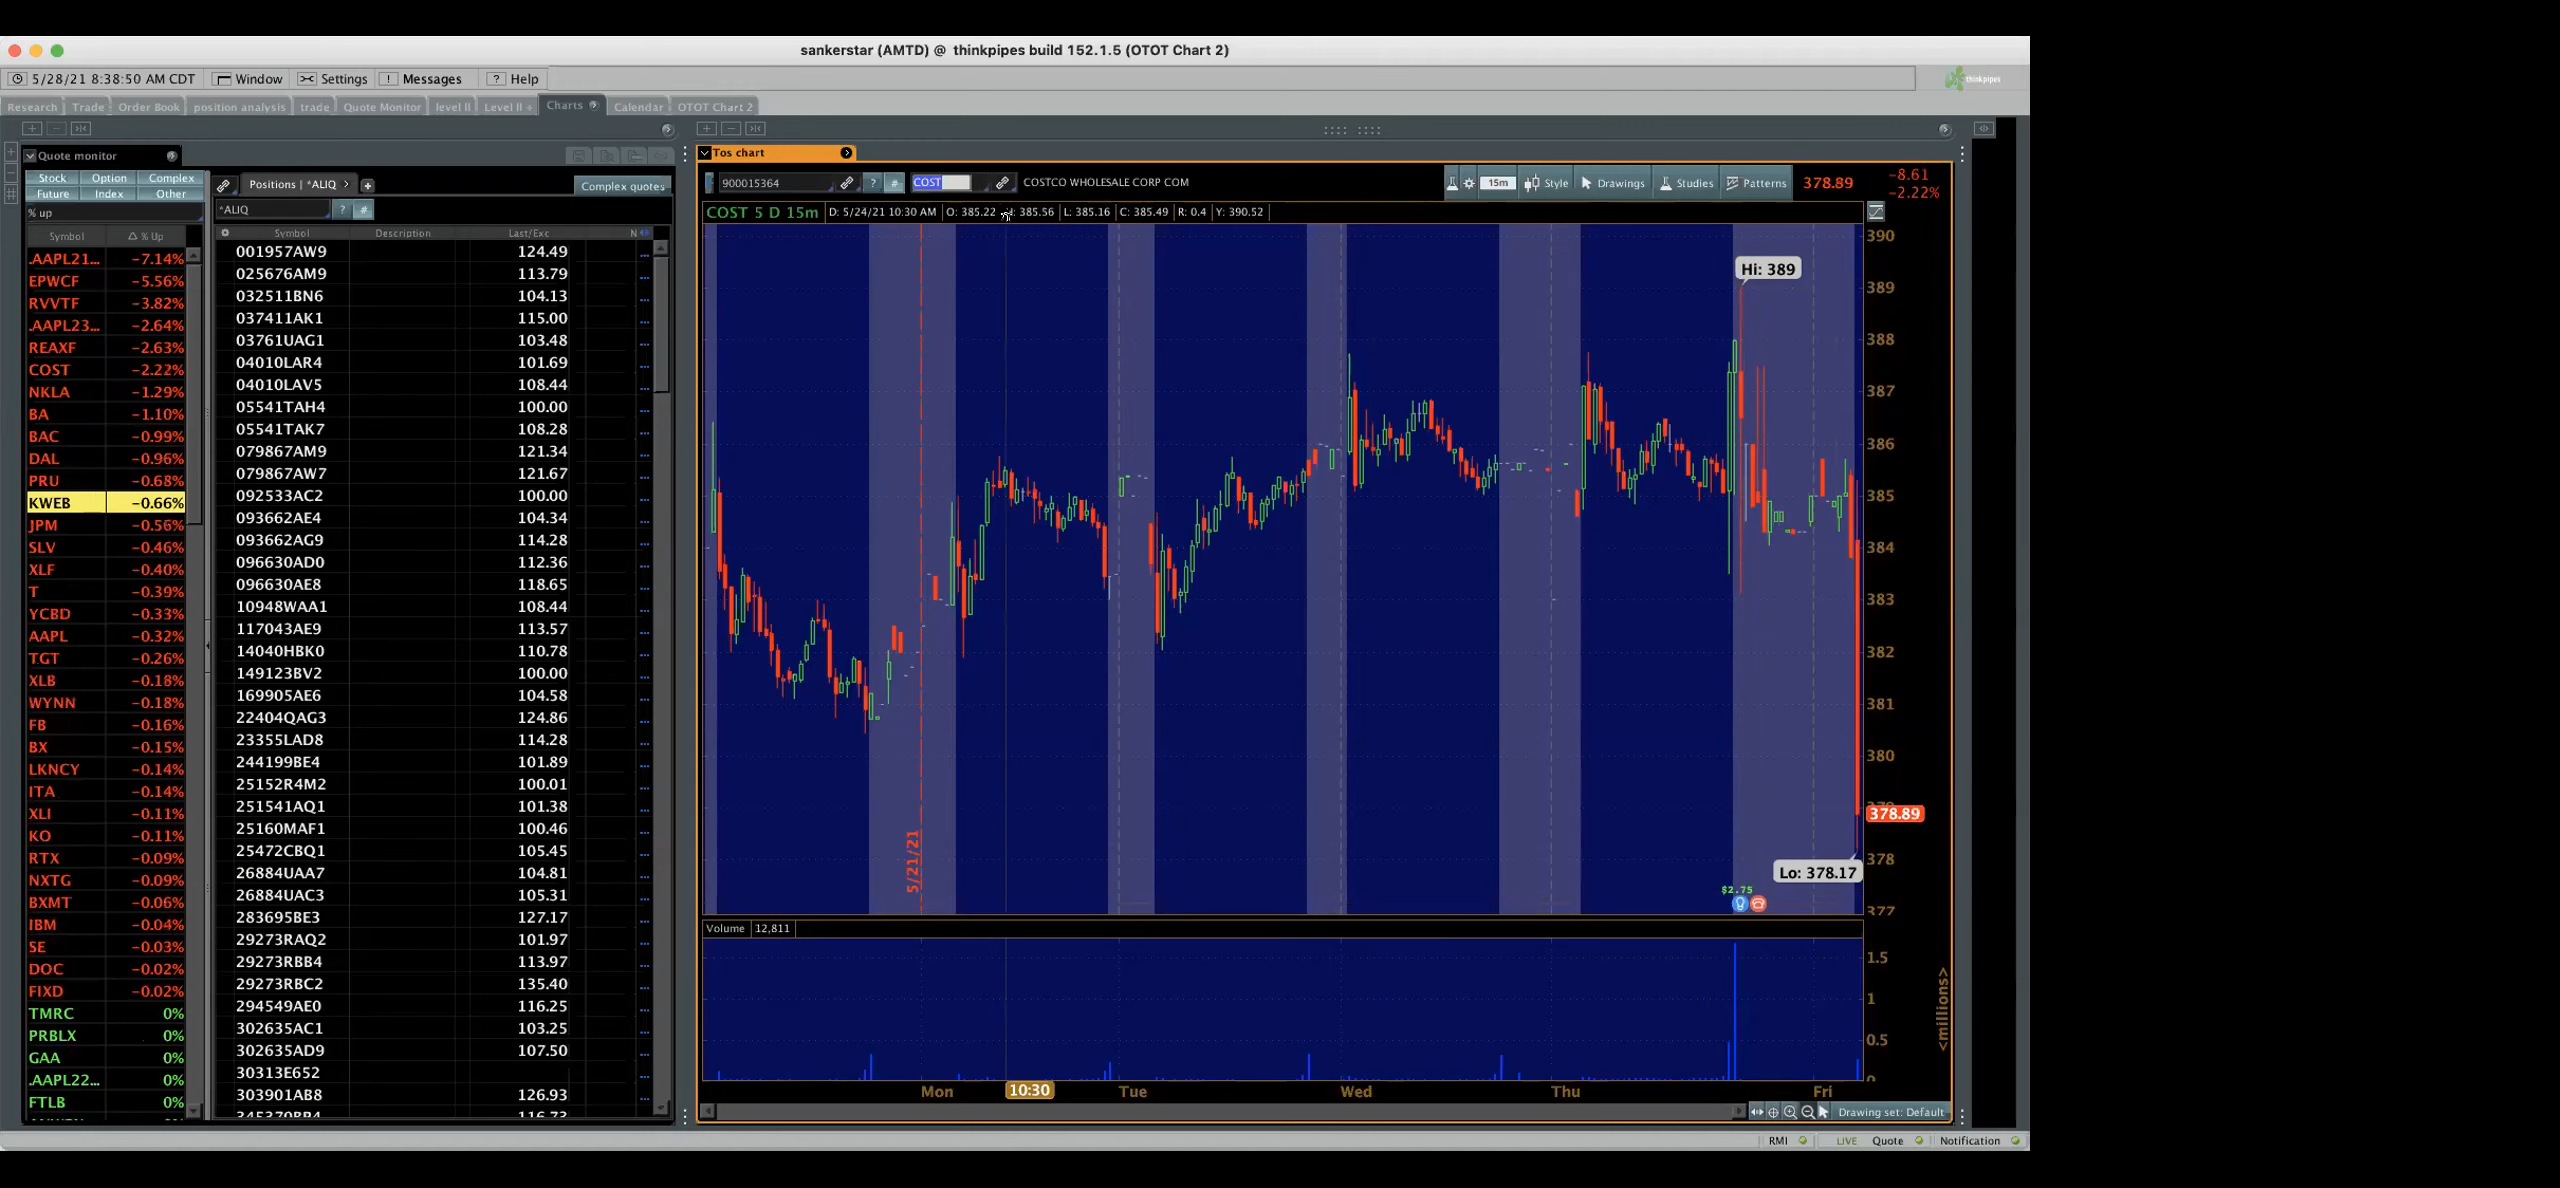 sankerstar (AMTD) @ thinkpipes build 152.1.5 (OTOT Chart 2)
5/28/21 8:38:50 AM CDT Window Settings ! Messages ? Help
thinkpipes
Research Trade Order Book position analysis trade Quote Monitor level II Level II + Charts Calendar OTOT Chart 2
Quote monitor
Stock Option Complex
Future Index Other
% up
Symbol % Up
.AAPL21... -7.14%
EPWCF -5.56%
RVVTF -3.82%
.AAPL23... -2.64%
REAXF -2.63%
COST -2.22%
NKLA -1.29%
BA -1.10%
BAC -0.99%
DAL -0.96%
PRU -0.68%
KWEB -0.66%
JPM -0.56%
SLV -0.46%
XLF -0.40%
T -0.39%
YCBD -0.33%
AAPL -0.32%
TGT -0.26%
XLB -0.18%
WYNN -0.18%
FB -0.16%
BX -0.15%
LKNCY -0.14%
ITA -0.14%
XLI -0.11%
KO -0.11%
RTX -0.09%
NXTG -0.09%
BXMT -0.06%
IBM -0.04%
SE -0.03%
DOC -0.02%
FIXD -0.02%
TMRC 0%
PRBLX 0%
GAA 0%
.AAPL22... 0%
FTLB 0%
Positions | *ALIQ > + Complex quotes
*ALIQ ? #
Symbol Description Last/Exc N
001957AW9 124.49
025676AM9 113.79
032511BN6 104.13
037411AK1 115.00
03761UAG1 103.48
04010LAR4 101.69
04010LAV5 108.44
05541TAH4 100.00
05541TAK7 108.28
079867AM9 121.34
079867AW7 121.67
092533AC2 100.00
093662AE4 104.34
093662AG9 114.28
096630AD0 112.36
096630AE8 118.65
10948WAA1 108.44
117043AE9 113.57
14040HBK0 110.78
149123BV2 100.00
169905AE6 104.58
22404QAG3 124.86
23355LAD8 114.28
244199BE4 101.89
25152R4M2 100.01
251541AQ1 101.38
25160MAF1 100.46
25472CBQ1 105.45
26884UAA7 104.81
26884UAC3 105.31
283695BE3 127.17
29273RAQ2 101.97
29273RBB4 113.97
29273RBC2 135.40
294549AE0 116.25
302635AC1 103.25
302635AD9 107.50
30313E652
303901AB8 126.93
Tos chart
900015364 ? # COST COSTCO WHOLESALE CORP COM 15m Style Drawings Studies Patterns 378.89 -8.61
-2.22%
COST 5 D 15m D: 5/24/21 10:30 AM O: 385.22 385.56 L: 385.16 C: 385.49 R: 0.4 Y: 390.52
390
Hi: 389
389
388
387
386
385
384
383
382
381
380
378.89
378
Lo: 378.17
377
5/21/21
$2.75
Volume 12,811
1.5
1
0.5
0
<millions>
Mon 10:30 Tue Wed Thu Fri
Drawing set: Default
RMI LIVE Quote Notification